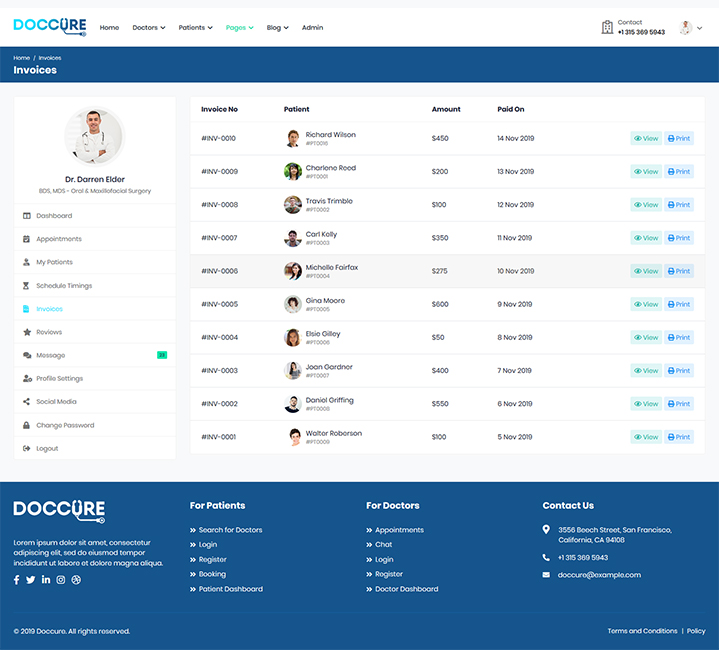 DOCCURE
Home Doctors Patients Pages Blog Admin
Contact
+1 315 369 5943
Home / Invoices
Invoices
Dr. Darren Elder
BDS, MDS - Oral & Maxillofacial Surgery
Dashboard
Appointments
My Patients
Schedule Timings
Invoices
Reviews
Message 23
Profile Settings
Social Media
Change Password
Logout
Invoice No Patient Amount Paid On
#INV-0010 Richard Wilson $450 14 Nov 2019 View Print
#PT0016
#INV-0009 Charlene Reed $200 13 Nov 2019 View Print
#PT0001
#INV-0008 Travis Trimble $100 12 Nov 2019 View Print
#PT0002
#INV-0007 Carl Kelly $350 11 Nov 2019 View Print
#PT0003
#INV-0006 Michelle Fairfax $275 10 Nov 2019 View Print
#PT0004
#INV-0005 Gina Moore $600 9 Nov 2019 View Print
#PT0005
#INV-0004 Elsie Gilley $50 8 Nov 2019 View Print
#PT0006
#INV-0003 Joan Gardner $400 7 Nov 2019 View Print
#PT0007
#INV-0002 Daniel Griffing $550 6 Nov 2019 View Print
#PT0008
#INV-0001 Walter Roberson $100 5 Nov 2019 View Print
#PT0009
DOCCURE
Lorem ipsum dolor sit amet, consectetur
adipiscing elit, sed do eiusmod tempor
incididunt ut labore et dolore magna aliqua.
For Patients
Search for Doctors
Login
Register
Booking
Patient Dashboard
For Doctors
Appointments
Chat
Login
Register
Doctor Dashboard
Contact Us
3556 Beech Street, San Francisco,
California, CA 94108
+1 315 369 5943
doccure@example.com
© 2019 Doccure. All rights reserved.
Terms and Conditions | Policy